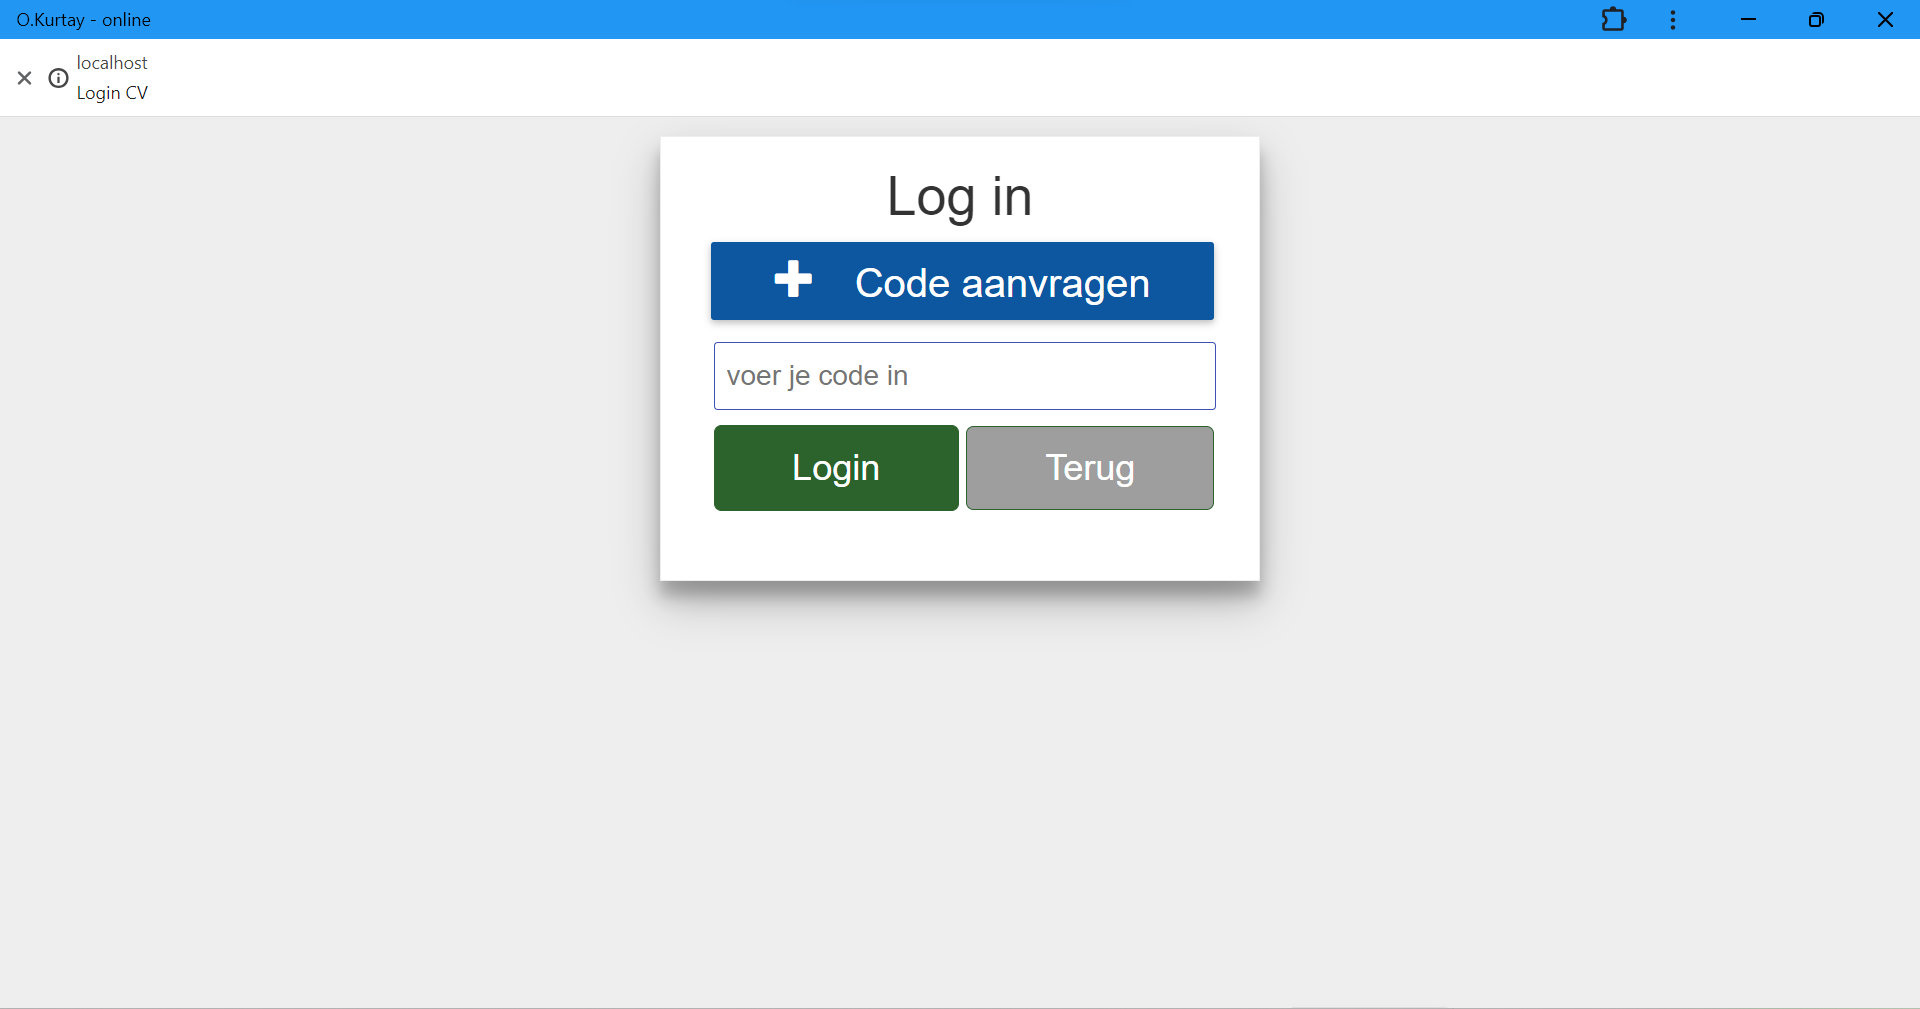 O.Kurtay - online
localhost
Login CV
Log in
Code aanvragen
voer je code in
Login
Terug